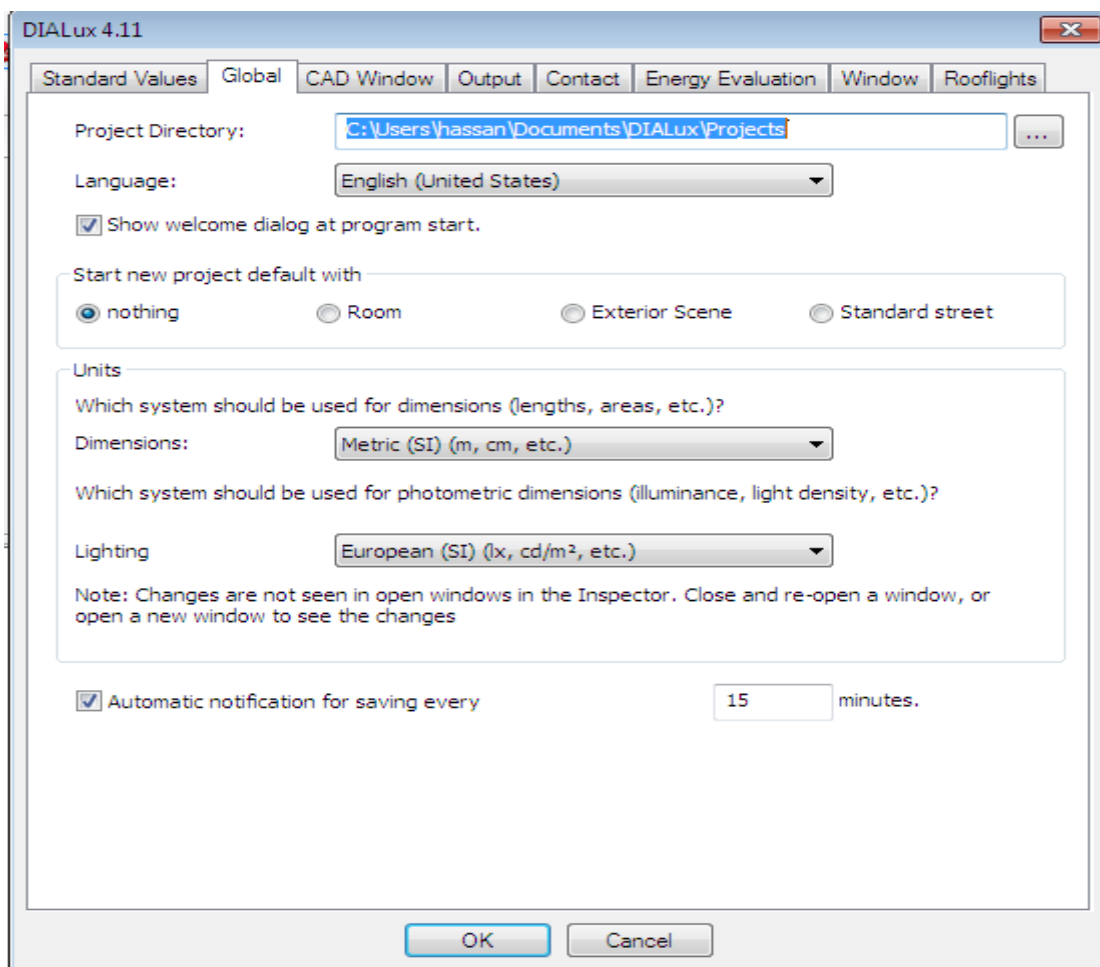 DIALux 4.11
Standard Values Global CAD Window Output Contact Energy Evaluation Window Rooflights
Project Directory: C:\Users\hassan\Documents\DIALux\Projects ...
Language: English (United States)
Show welcome dialog at program start.
Start new project default with
nothing Room Exterior Scene Standard street
Units
Which system should be used for dimensions (lengths, areas, etc.)?
Dimensions: Metric (SI) (m, cm, etc.)
Which system should be used for photometric dimensions (illuminance, light density, etc.)?
Lighting European (SI) (lx, cd/m², etc.)
Note: Changes are not seen in open windows in the Inspector. Close and re-open a window, or
open a new window to see the changes
Automatic notification for saving every 15 minutes.
OK Cancel